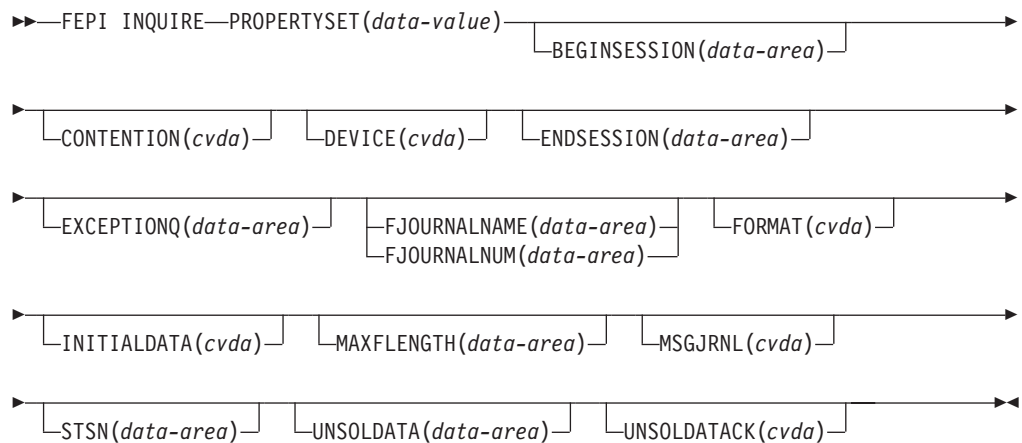 FEPI INQUIRE PROPERTYSET(data-value)
BEGINSESSION(data-area)
CONTENTION(cvda) DEVICE(cvda) ENDSESSION(data-area)
EXCEPTIONQ(data-area) FJOURNALNAME(data-area) FORMAT(cvda)
FJOURNALNUM(data-area)
INITIALDATA(cvda) MAXFLENGTH(data-area) MSGJRNL(cvda)
STSN(data-area) UNSOLDATA(data-area) UNSOLDATACK(cvda)